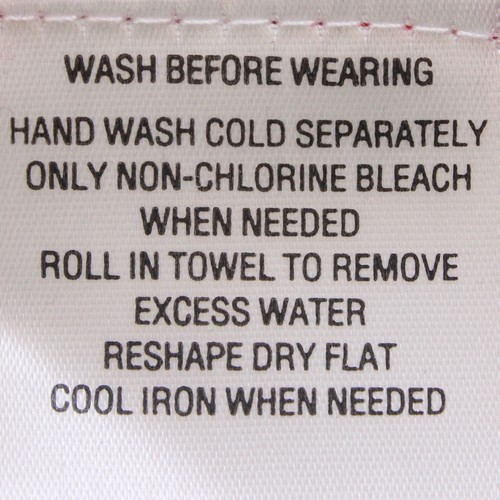 WASH BEFORE WEARING
HAND WASH COLD SEPARATELY
ONLY NON-CHLORINE BLEACH
WHEN NEEDED
ROLL IN TOWEL TO REMOVE
EXCESS WATER
RESHAPE DRY FLAT
COOL IRON WHEN NEEDED